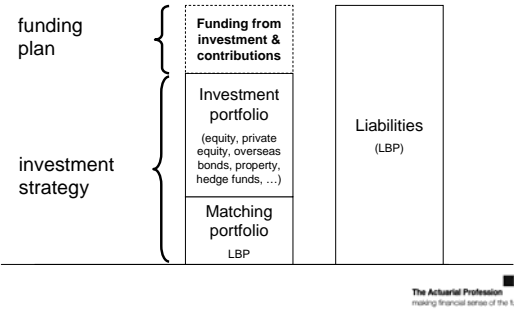 funding
plan
Funding from
investment &
contributions
investment
strategy
Investment
portfolio
(equity, private
equity, overseas
bonds, property,
hedge funds, …)
Matching
portfolio
LBP
Liabilities
(LBP)
The Actuarial Profession
making financial sense of the